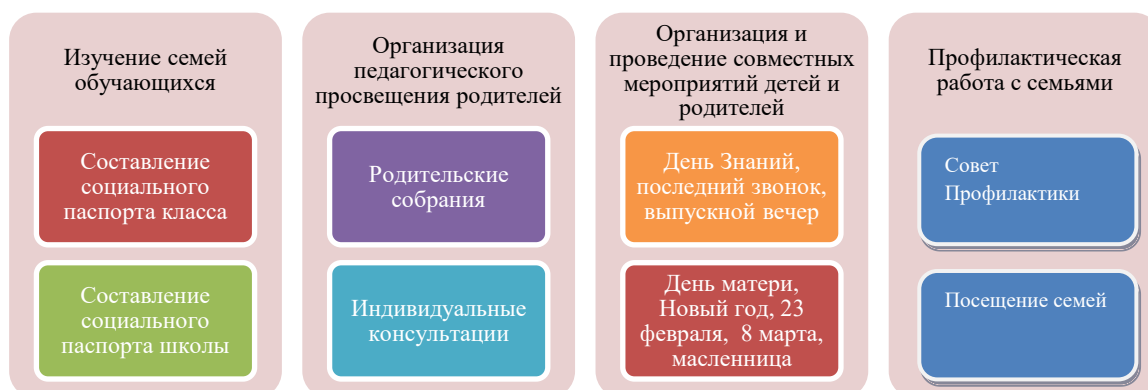 Изучение семей
обучающихся
Составление
социального
паспорта класса
Составление
социального
паспорта школы
Организация
педагогического
просвещения родителей
Родительские
собрания
Индивидуальные
консультации
Организация и
проведение совместных
мероприятий детей и
родителей
День Знаний,
последний звонок,
выпускной вечер
День матери,
Новый год, 23
февраля, 8 марта,
масленница
Профилактическая
работа с семьями
Совет
Профилактики
Посещение семей